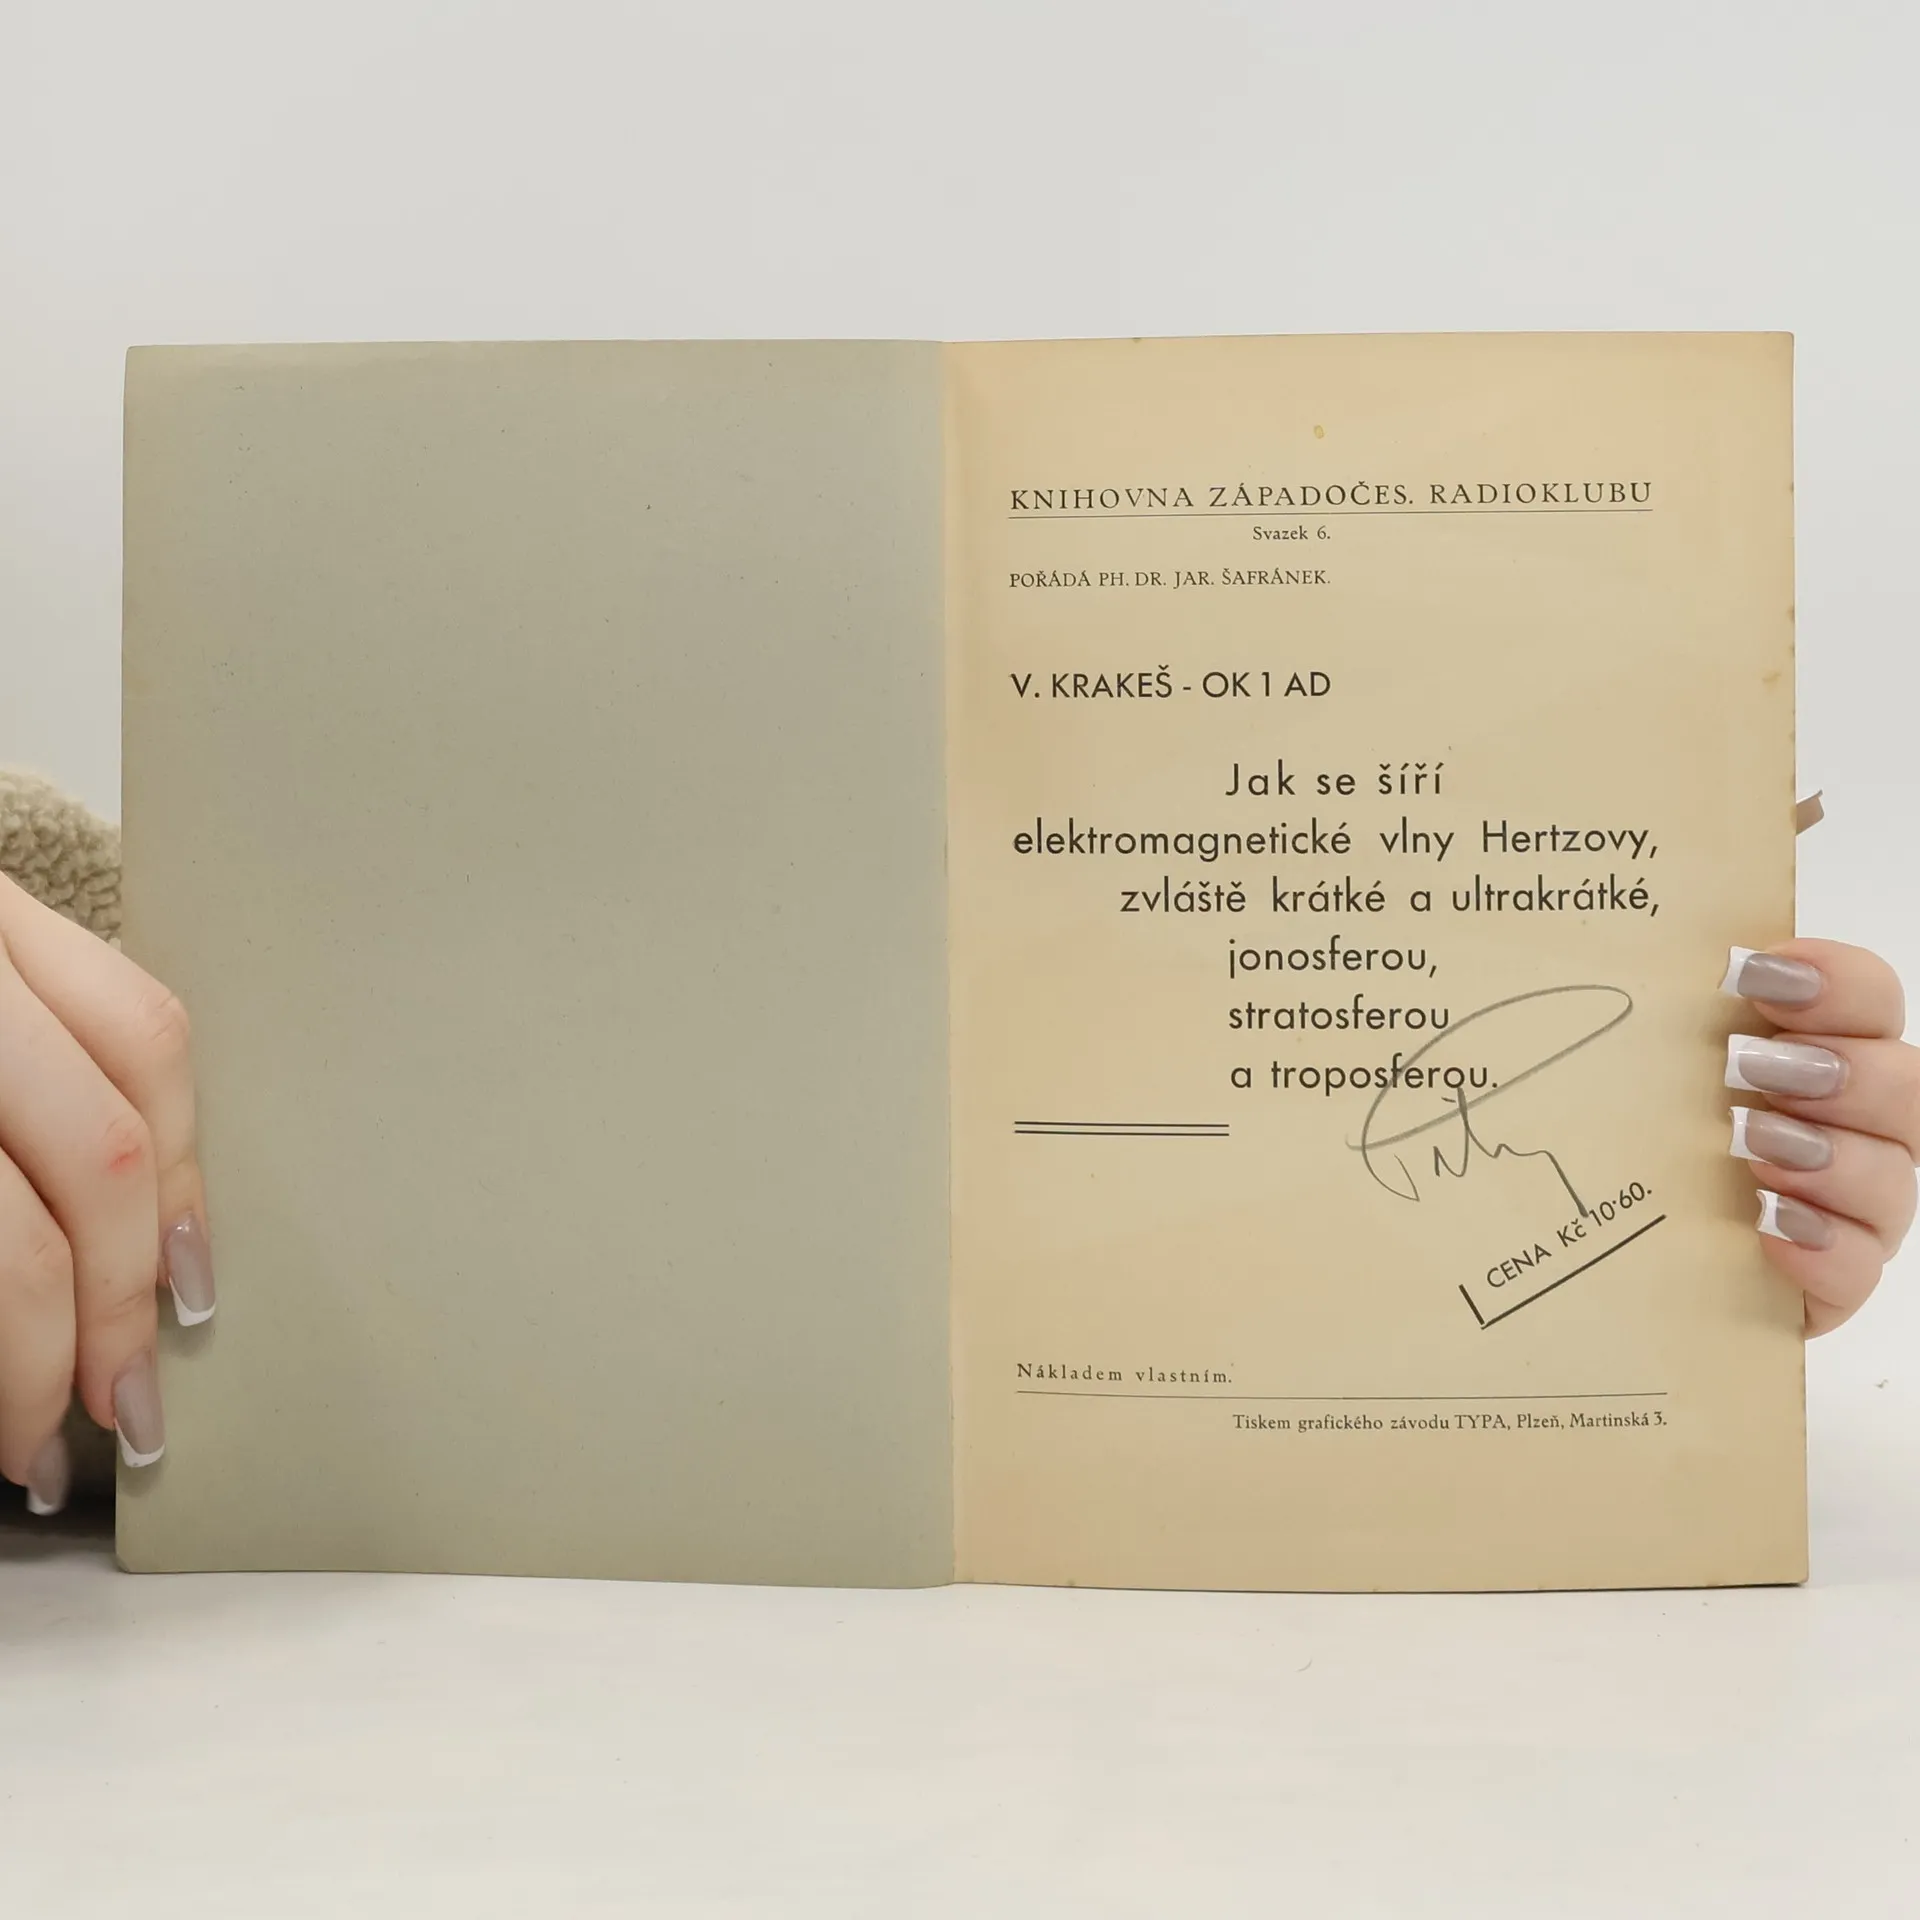 KNIHOVNA ZÁPADOČES. RADIOKLUBU
Svazek 6.
POŘÁDÁ PH. DR. JAR. ŠAFRÁNEK.
V. KRAKEŠ - OK 1 AD
Jak se šíří
elektromagnetické vlny Hertzovy,
zvláště krátké a ultrakrátké,
jonosferou,
stratosferou
a troposferou.
CENA Kč 10·60.
Nákladem vlastním.
Tiskem grafického závodu TYPA, Plzeň, Martinská 3.